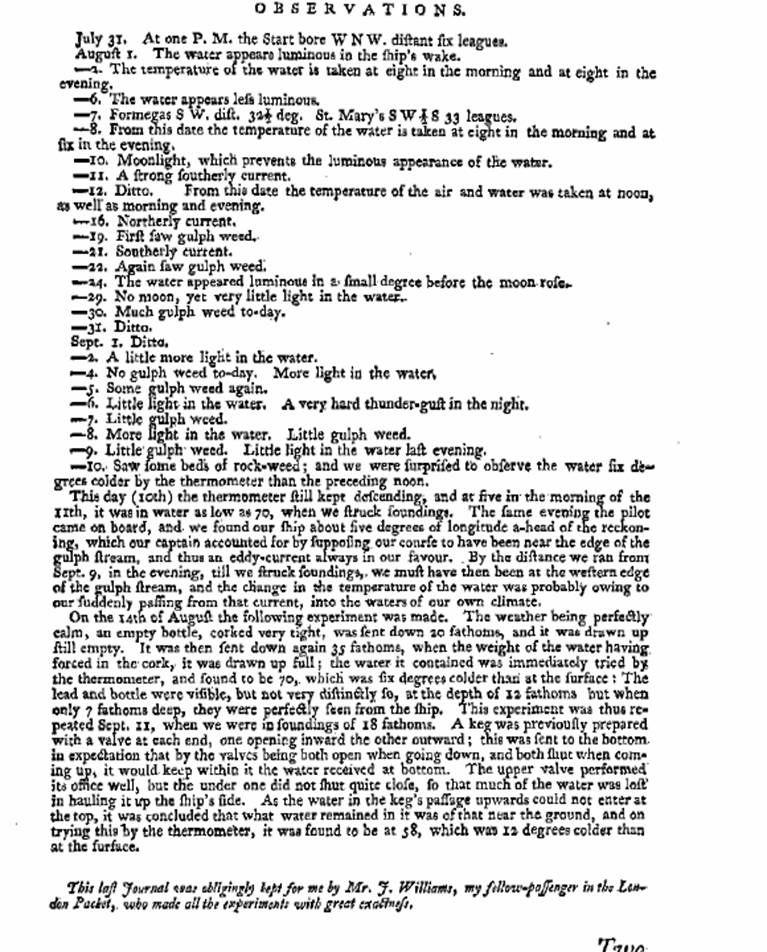 OBSERVATIONS.
July 31. At one P. M. the Start bore W NW. diſtant ſix leagues.
Auguſt 1. The water appears luminous in the ſhip's wake.
—2. The temperature of the water is taken at eight in the morning and at eight in the
evening.
—6. The water appears leſs luminous.
—7. Formegas S W. diſt. 32½ deg. St. Mary's S W ½ S 33 leagues.
—8. From this date the temperature of the water is taken at eight in the morning and at
ſix in the evening.
—10. Moonlight, which prevents the luminous appearance of the water.
—11. A ſtrong ſoutherly current.
—12. Ditto. From this date the temperature of the air and water was taken at noon,
as well as morning and evening.
—16. Northerly current.
—19. Firſt ſaw gulph weed.
—21. Southerly current.
—22. Again ſaw gulph weed.
—24. The water appeared luminous in a ſmall degree before the moon roſe.
—29. No moon, yet very little light in the water.
—30. Much gulph weed to-day.
—31. Ditto.
Sept. 1. Ditto.
—2. A little more light in the water.
—4. No gulph weed to-day. More light in the water.
—5. Some gulph weed again.
—6. Little light in the water. A very hard thunder-guſt in the night.
—7. Little gulph weed.
—8. More light in the water. Little gulph weed.
—9. Little gulph weed. Little light in the water laſt evening.
—10. Saw ſome beds of rock-weed; and we were ſurpriſed to obſerve the water ſix de-
grees colder by the thermometer than the preceding noon.
This day (10th) the thermometer ſtill kept deſcending, and at five in the morning of the
11th, it was in water as low as 70, when we ſtruck ſoundings. The ſame evening the pilot
came on board, and we found our ſhip about five degrees of longitude a-head of the reckon-
ing, which our captain accounted for by ſuppoſing our courſe to have been near the edge of the
gulph ſtream, and thus an eddy-current always in our favour. By the diſtance we ran from
Sept. 9, in the evening, till we ſtruck ſoundings, we muſt have then been at the weſtern edge
of the gulph ſtream, and the change in the temperature of the water was probably owing to
our ſuddenly paſſing from that current, into the waters of our own climate.
On the 14th of Auguſt the following experiment was made. The weather being perfectly
calm, an empty bottle, corked very tight, was ſent down 20 fathoms, and it was drawn up
ſtill empty. It was then ſent down again 35 fathoms, when the weight of the water having
forced in the cork, it was drawn up full; the water it contained was immediately tried by
the thermometer, and found to be 70, which was ſix degrees colder than at the ſurface: The
lead and bottle were viſible, but not very diſtinctly ſo, at the depth of 12 fathoms but when
only 7 fathoms deep, they were perfectly ſeen from the ſhip. This experiment was thus re-
peated Sept. 11, when we were in ſoundings of 18 fathoms. A keg was previouſly prepared
with a valve at each end, one opening inward the other outward; this was ſent to the bottom
in expectation that by the valves being both open when going down, and both ſhut when com-
ing up, it would keep within it the water received at bottom. The upper valve performed
its office well, but the under one did not ſhut quite cloſe, ſo that much of the water was loſt
in hauling it up the ſhip's ſide. As the water in the keg's paſſage upwards could not enter at
the top, it was concluded that what water remained in it was of that near the ground, and on
trying this by the thermometer, it was found to be at 58, which was 12 degrees colder than
at the ſurface.
This laſt Journal was obligingly kept for me by Mr. J. Williams, my fellow-paſſenger in the Lon-
don Packet, who made all the experiments with great exactneſs.
Two